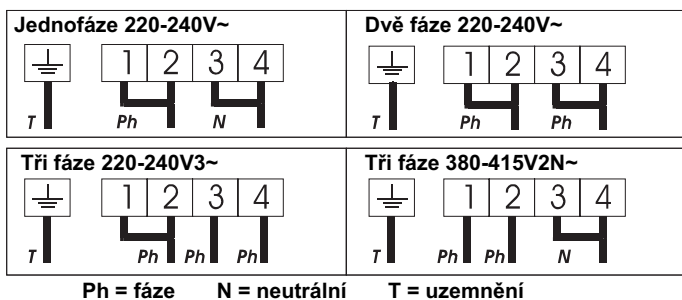 Jednofáze 220-240V~
1 2 3 4
T Ph N
Dvě fáze 220-240V~
1 2 3 4
T Ph Ph
Tři fáze 220-240V3~
1 2 3 4
T Ph Ph Ph
Tři fáze 380-415V2N~
1 2 3 4
T Ph Ph N
Ph = fáze N = neutrální T = uzemnění